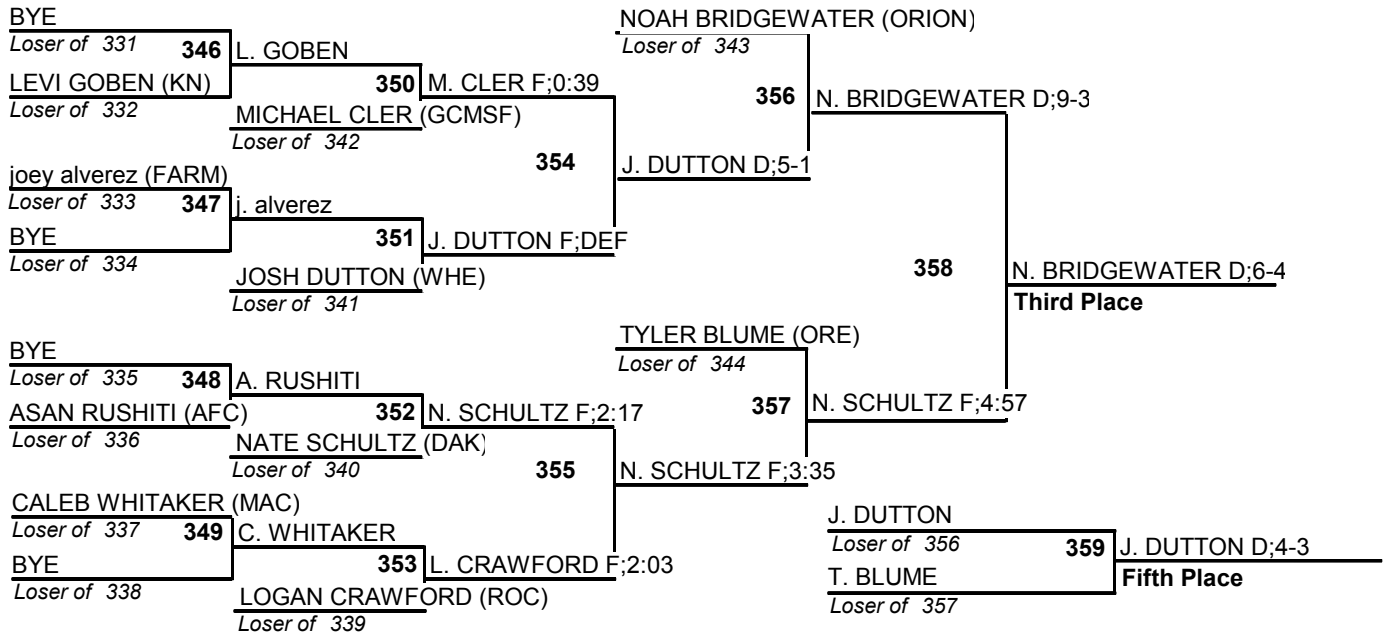 BYE
Loser of 331
346
L. GOBEN
LEVI GOBEN (KN)
Loser of 332
350
M. CLER F;0:39
MICHAEL CLER (GCMSF)
Loser of 342
joey alverez (FARM)
Loser of 333
347
j. alverez
BYE
Loser of 334
351
J. DUTTON F;DEF
JOSH DUTTON (WHE)
Loser of 341
354
J. DUTTON D;5-1
NOAH BRIDGEWATER (ORION)
Loser of 343
356
N. BRIDGEWATER D;9-3
358
N. BRIDGEWATER D;6-4
Third Place
BYE
Loser of 335
348
A. RUSHITI
ASAN RUSHITI (AFC)
Loser of 336
352
N. SCHULTZ F;2:17
NATE SCHULTZ (DAK)
Loser of 340
CALEB WHITAKER (MAC)
Loser of 337
349
C. WHITAKER
BYE
Loser of 338
353
L. CRAWFORD F;2:03
LOGAN CRAWFORD (ROC)
Loser of 339
355
N. SCHULTZ F;3:35
TYLER BLUME (ORE)
Loser of 344
357
N. SCHULTZ F;4:57
J. DUTTON
Loser of 356
359
J. DUTTON D;4-3
Fifth Place
T. BLUME
Loser of 357